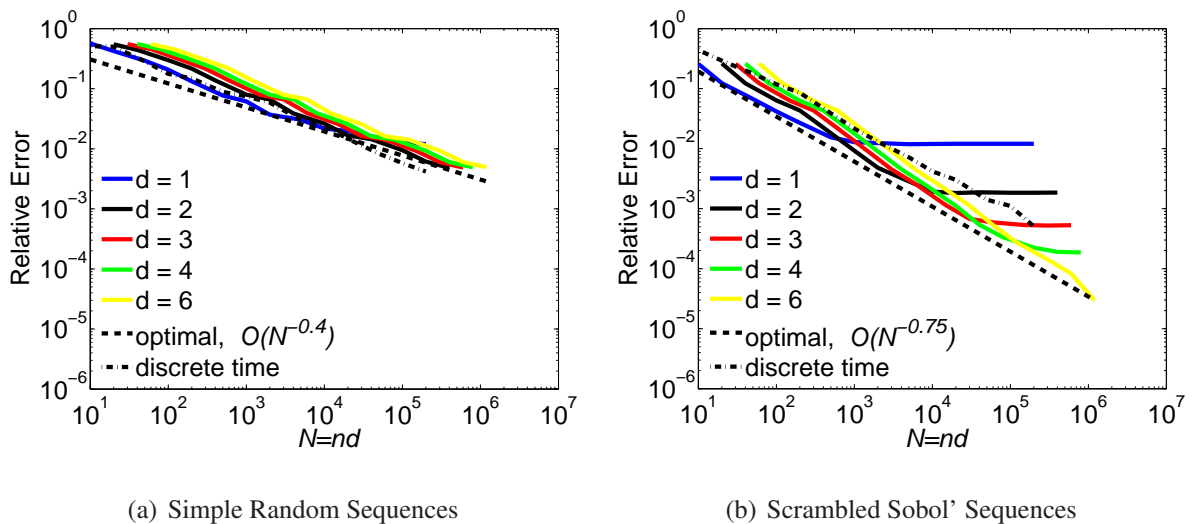 10^0
10^-1
10^-2
10^-3
10^-4
10^-5
10^-6
Relative Error
d = 1
d = 2
d = 3
d = 4
d = 6
optimal, O(N^-0.4)
discrete time
10^1 10^2 10^3 10^4 10^5 10^6 10^7
N=nd
(a) Simple Random Sequences
10^0
10^-1
10^-2
10^-3
10^-4
10^-5
10^-6
Relative Error
d = 1
d = 2
d = 3
d = 4
d = 6
optimal, O(N^-0.75)
discrete time
10^1 10^2 10^3 10^4 10^5 10^6 10^7
N=nd
(b) Scrambled Sobol' Sequences